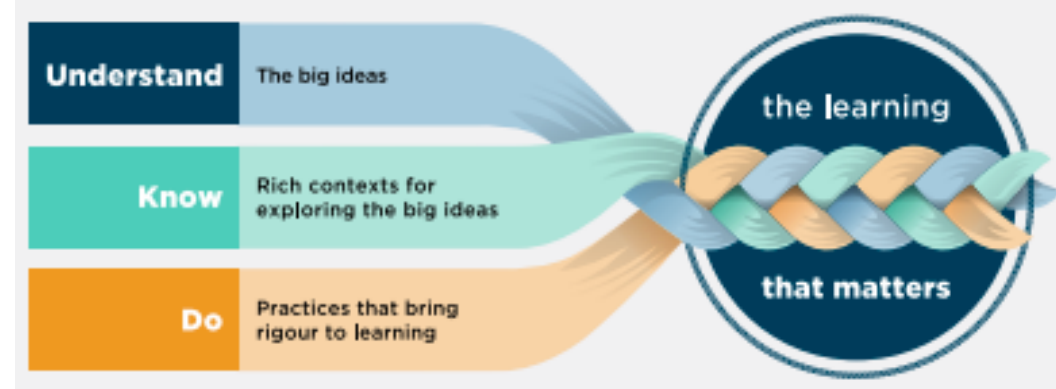 Understand
The big ideas
Know
Rich contexts for
exploring the big ideas
Do
Practices that bring
rigour to learning
the learning
that matters